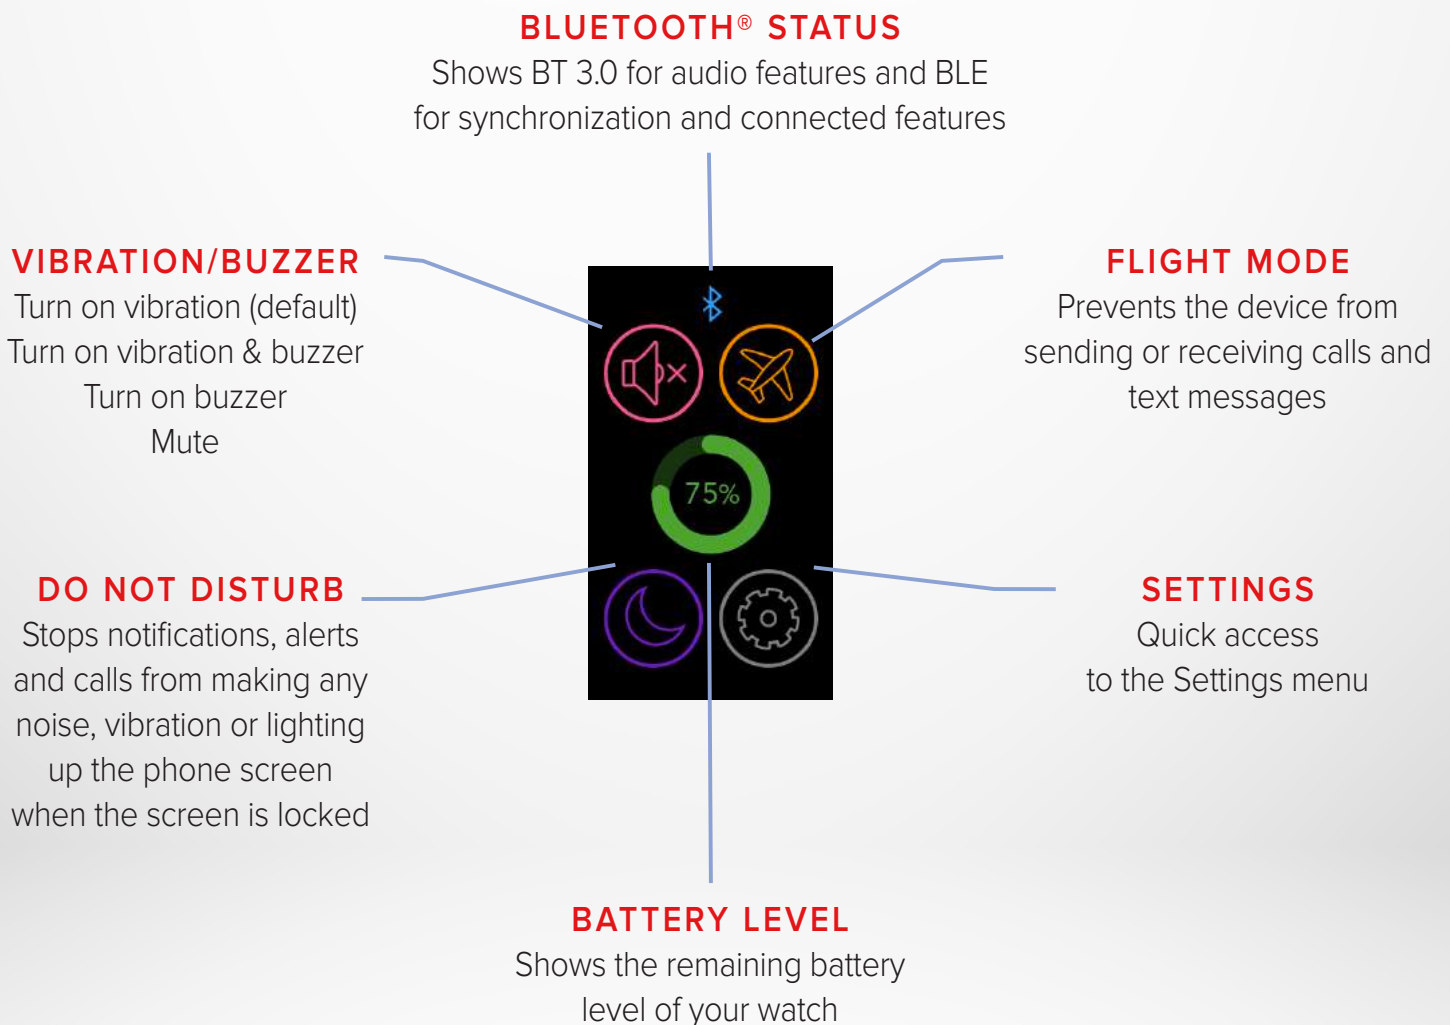 BLUETOOTH® STATUS
Shows BT 3.0 for audio features and BLE
for synchronization and connected features
VIBRATION/BUZZER
Turn on vibration (default)
Turn on vibration & buzzer
Turn on buzzer
Mute
FLIGHT MODE
Prevents the device from
sending or receiving calls and
text messages
75%
DO NOT DISTURB
Stops notifications, alerts
and calls from making any
noise, vibration or lighting
up the phone screen
when the screen is locked
SETTINGS
Quick access
to the Settings menu
BATTERY LEVEL
Shows the remaining battery
level of your watch